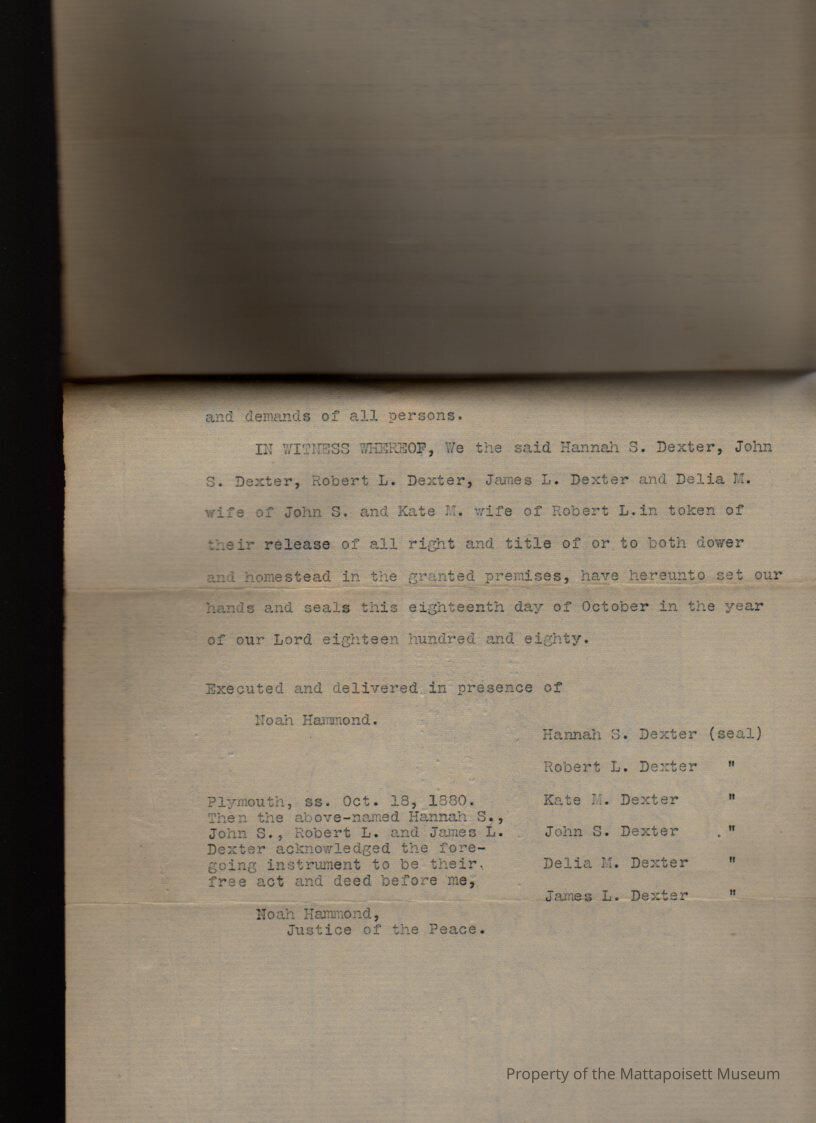 and demands of all persons.
IN WITNESS WHEREOF, We the said Hannah S. Dexter, John
S. Dexter, Robert L. Dexter, James L. Dexter and Delia M.
wife of John S. and Kate M. wife of Robert L.in token of
their release of all right and title of or to both dower
and homestead in the granted premises, have hereunto set our
hands and seals this eighteenth day of October in the year
of our Lord eighteen hundred and eighty.
Executed and delivered in presence of
Noah Hammond.
Hannah S. Dexter (seal)
Robert L. Dexter "
Kate M. Dexter "
John S. Dexter . "
Delia M. Dexter "
James L. Dexter "
Plymouth, ss. Oct. 18, 1880.
Then the above-named Hannah S.,
John S., Robert L. and James L.
Dexter acknowledged the fore-
going instrument to be their
free act and deed before me,
Noah Hammond,
Justice of the Peace.
Property of the Mattapoisett Museum